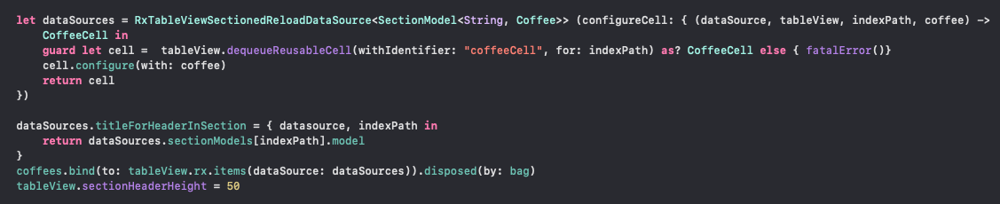 let dataSources = RxTableViewSectionedReloadDataSource<SectionModel<String, Coffee>> (configureCell: { (dataSource, tableView, indexPath, coffee) ->
CoffeeCell in
guard let cell =  tableView.dequeueReusableCell(withIdentifier: "coffeeCell", for: indexPath) as? CoffeeCell else { fatalError()}
cell.configure(with: coffee)
return cell
})
dataSources.titleForHeaderInSection = { datasource, indexPath in
return dataSources.sectionModels[indexPath].model
}
coffees.bind(to: tableView.rx.items(dataSource: dataSources)).disposed(by: bag)
tableView.sectionHeaderHeight = 50